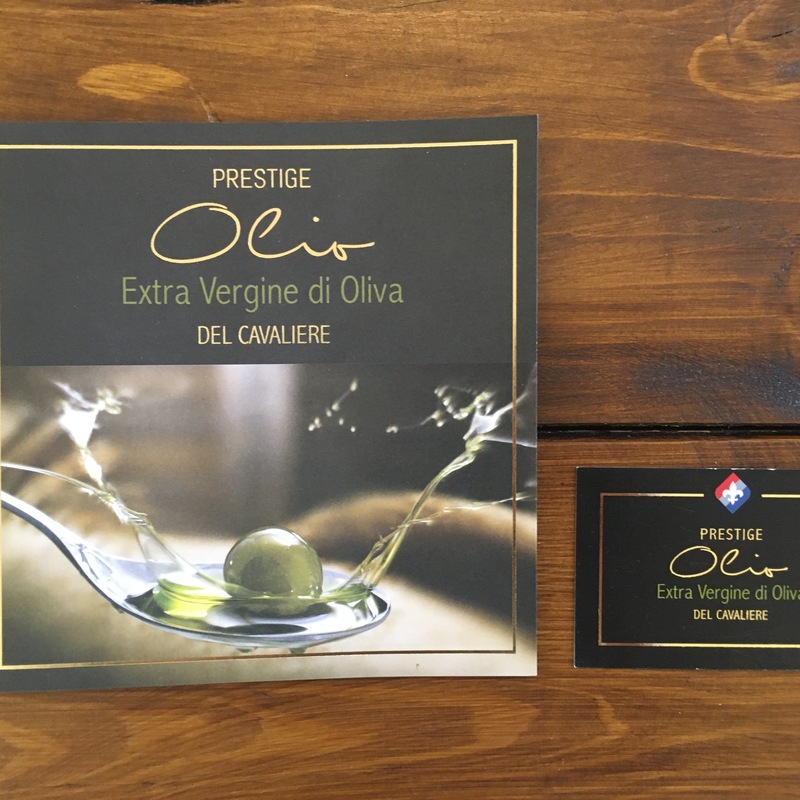 PRESTIGE
Olio
Extra Vergine di Oliva
DEL CAVALIERE
PRESTIGE
Olio
Extra Vergine di Oliva
DEL CAVALIERE